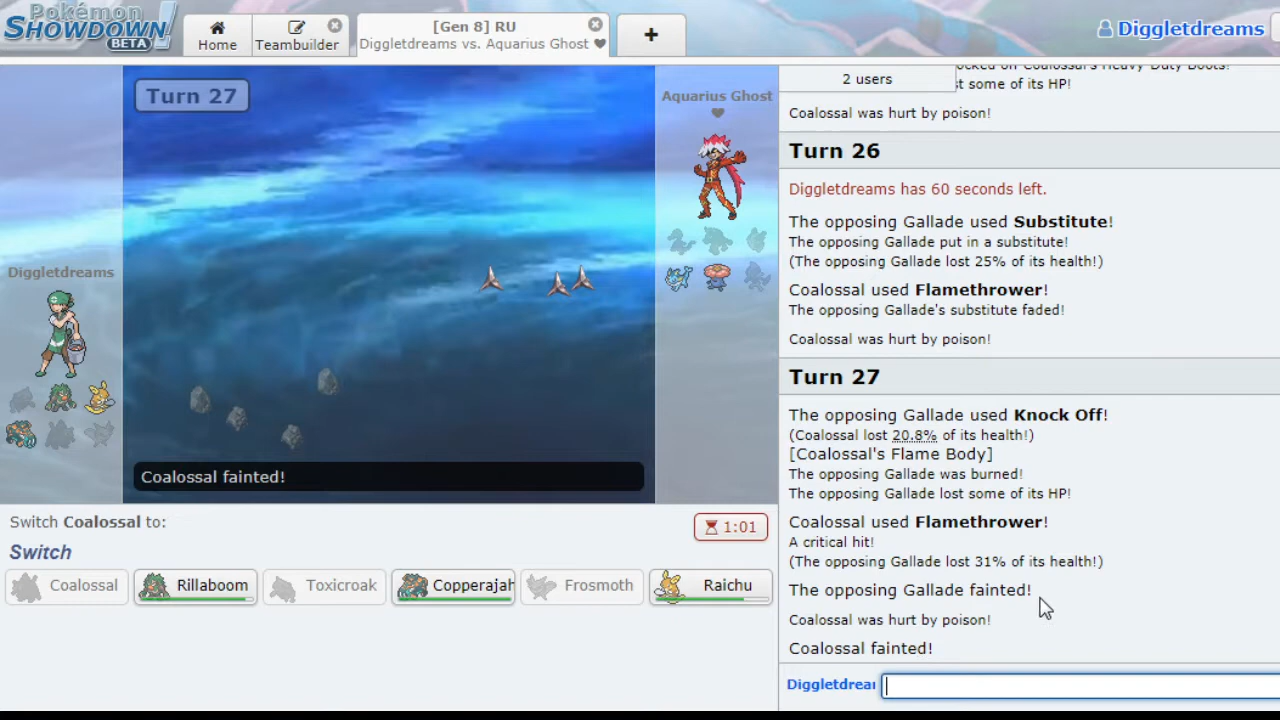 Pokémon
SHOWDOWN!
BETA
Home
Teambuilder
[Gen 8] RU
Diggletdreams vs. Aquarius Ghost ♥
+
Diggletdreams
Turn 27
Aquarius Ghost
♥
Diggletdreams
Coalossal fainted!
Switch Coalossal to:
1:01
Switch
Coalossal
Rillaboom
Toxicroak
Copperajah
Frosmoth
Raichu
2 users
st some of its HP!
Coalossal was hurt by poison!
Turn 26
Diggletdreams has 60 seconds left.
The opposing Gallade used Substitute!
The opposing Gallade put in a substitute!
(The opposing Gallade lost 25% of its health!)
Coalossal used Flamethrower!
The opposing Gallade's substitute faded!
Coalossal was hurt by poison!
Turn 27
The opposing Gallade used Knock Off!
(Coalossal lost 20.8% of its health!)
[Coalossal's Flame Body]
The opposing Gallade was burned!
The opposing Gallade lost some of its HP!
Coalossal used Flamethrower!
A critical hit!
(The opposing Gallade lost 31% of its health!)
The opposing Gallade fainted!
Coalossal was hurt by poison!
Coalossal fainted!
Diggletdrea